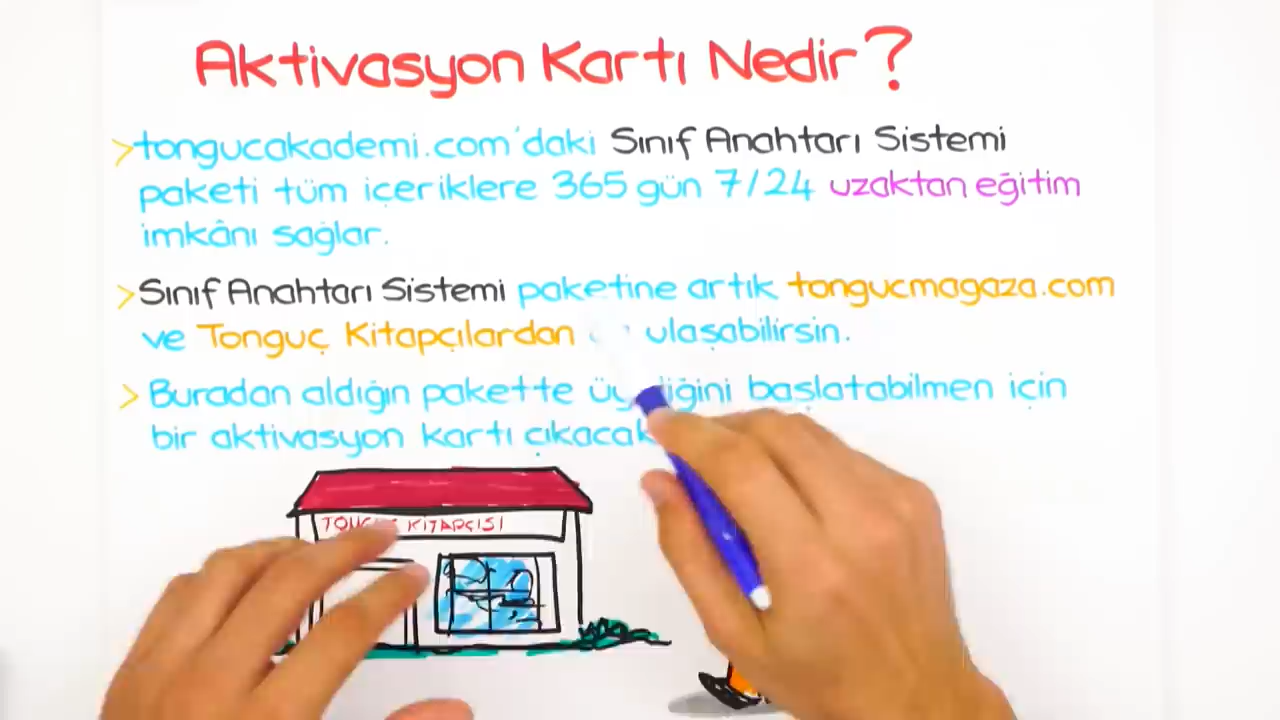 Aktivasyon Kartı Nedir?
> tongucakademi.com'daki Sınıf Anahtarı Sistemi
paketi tüm içeriklere 365 gün 7/24 uzaktan eğitim
imkânı sağlar.
> Sınıf Anahtarı Sistemi paketine artık tongucmagaza.com
ve Tonguç Kitapçılardan ulaşabilirsin.
> Buradan aldığın pakette başlatabilmen için
bir aktivasyon kartı çıkacak
KİTAPÇISI